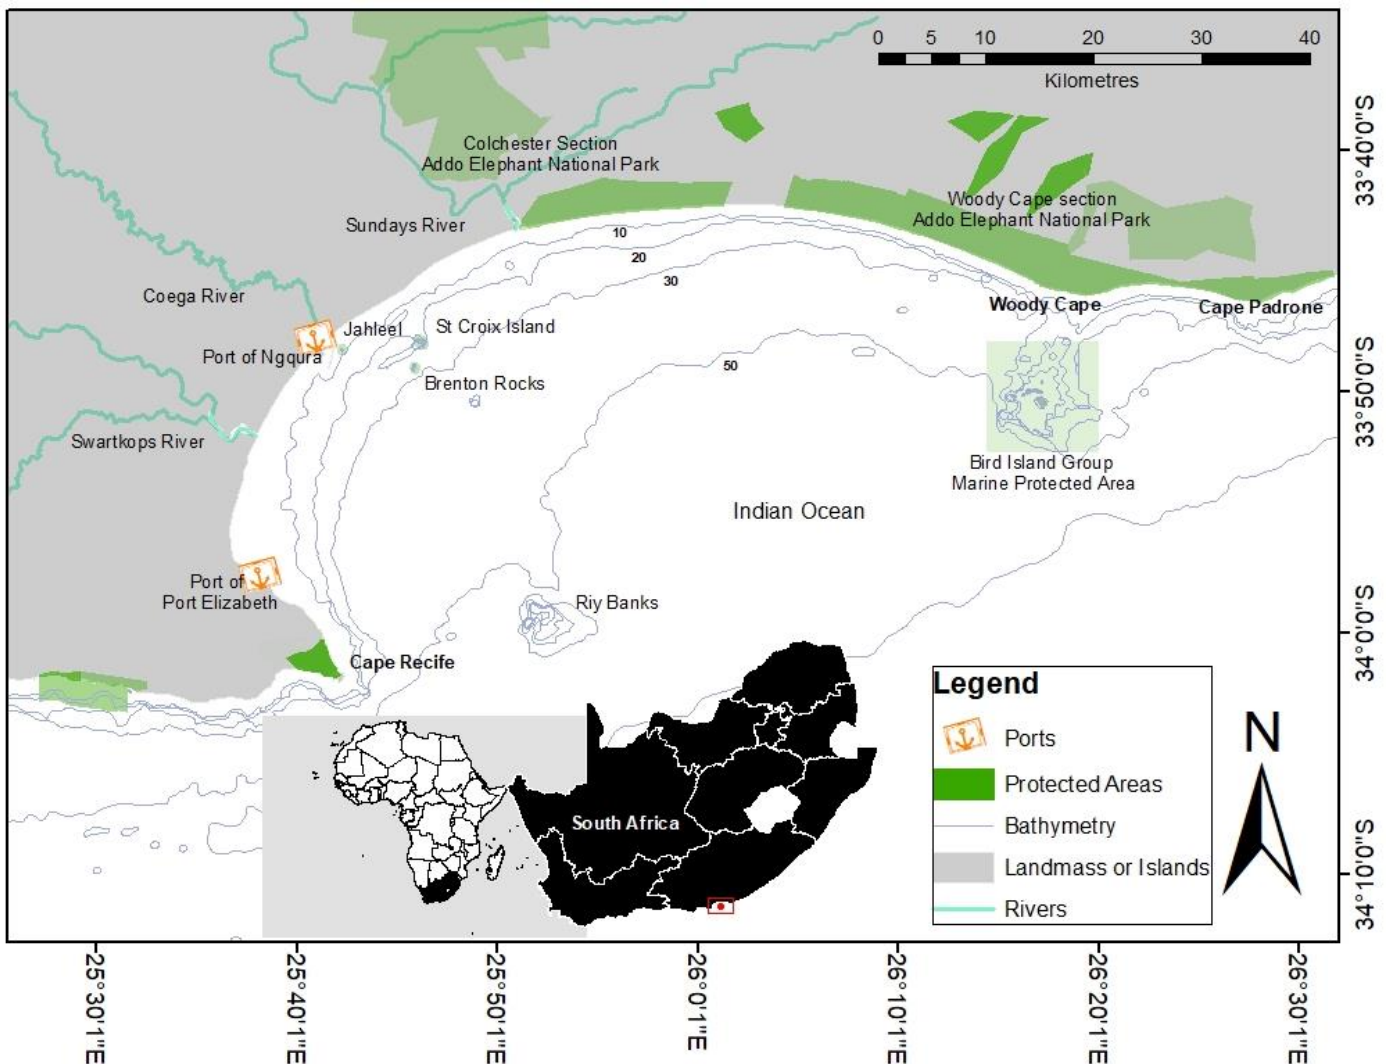 0 5 10 20 30 40
Kilometres
Colchester Section
Addo Elephant National Park
Woody Cape section
Addo Elephant National Park
Sundays River
10
20
30
Coega River
Woody Cape
Cape Padrone
Jahleel
St Croix Island
Port of Ngqura
50
Brenton Rocks
Swartkops River
Bird Island Group
Marine Protected Area
Indian Ocean
Port of
Port Elizabeth
Riy Banks
Cape Recife
South Africa
Legend
Ports
Protected Areas
Bathymetry
Landmass or Islands
Rivers
N
33°40'0"S
33°50'0"S
34°0'0"S
34°10'0"S
25°30'1"E
25°40'1"E
25°50'1"E
26°0'1"E
26°10'1"E
26°20'1"E
26°30'1"E